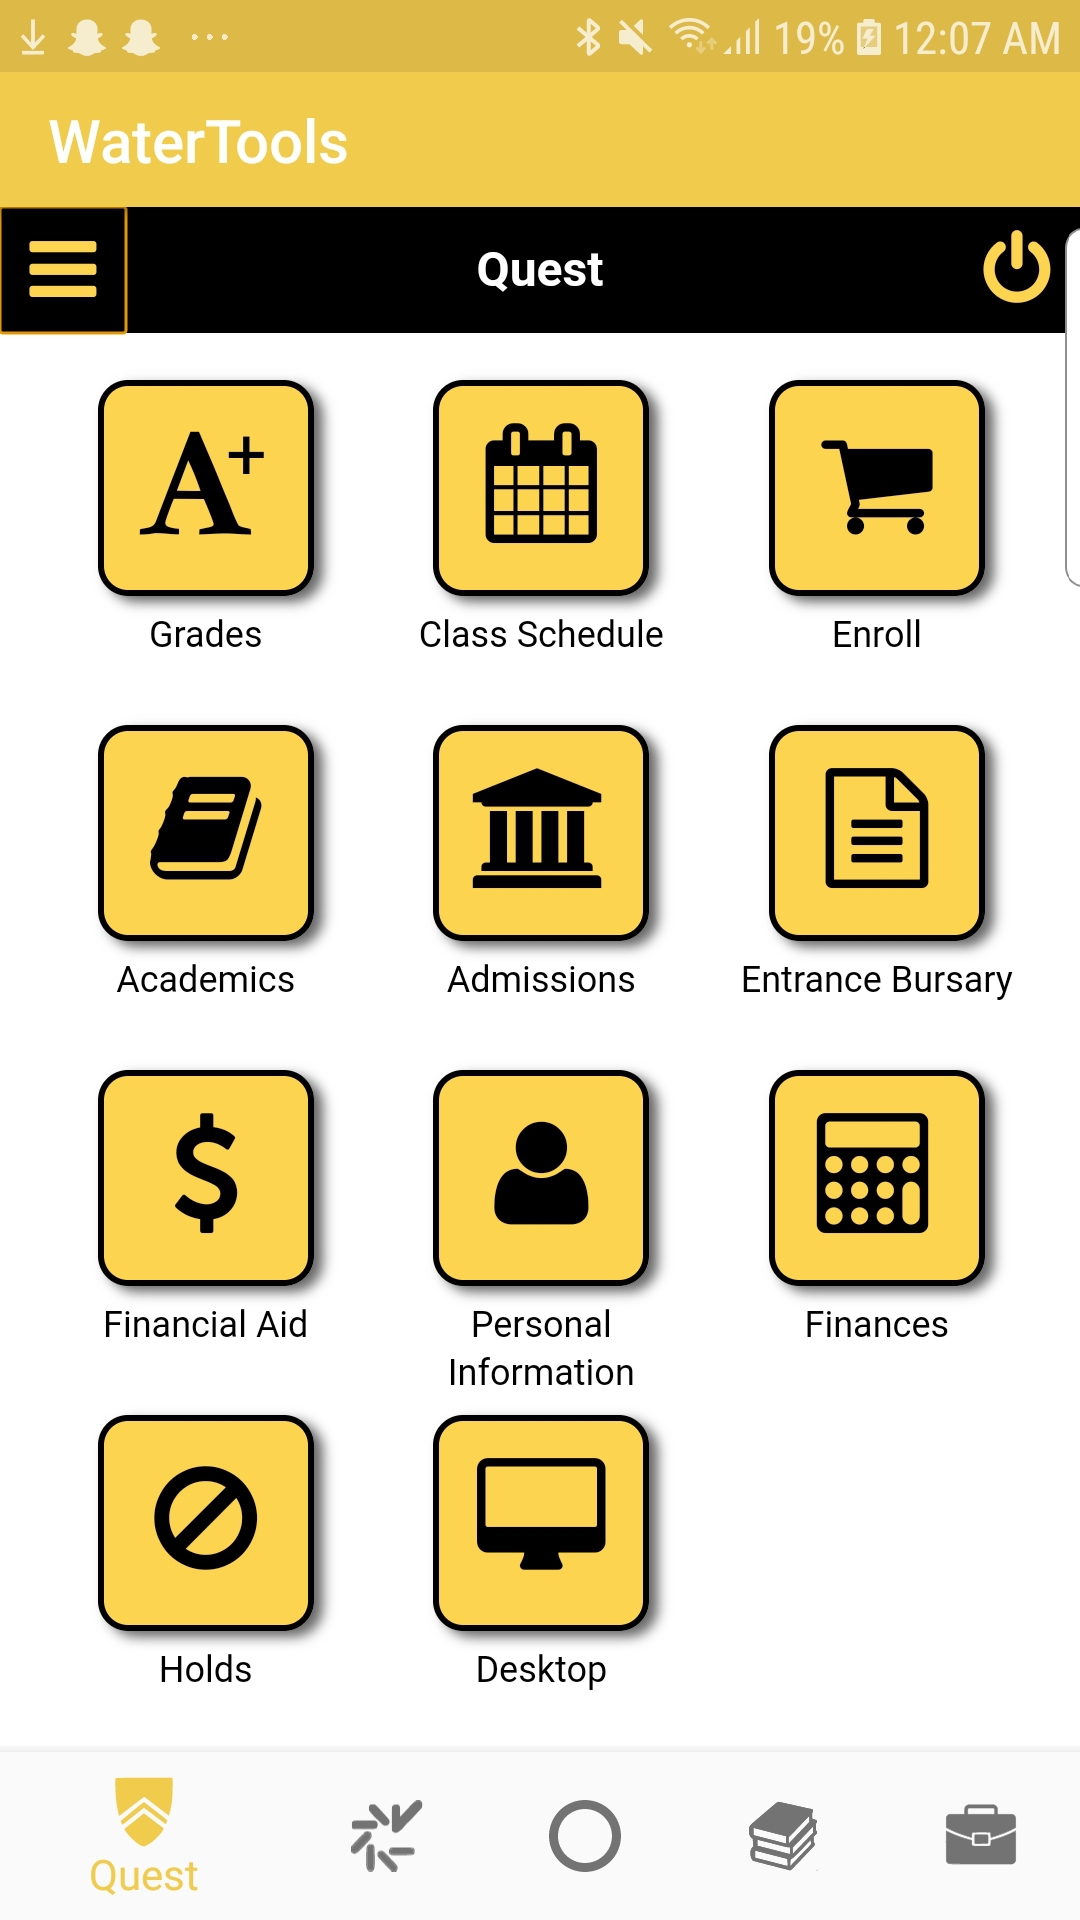 19% 12:07 AM
WaterTools
Quest
A+
Grades Class Schedule Enroll
Academics Admissions Entrance Bursary
$
Financial Aid Personal Information Finances
Holds Desktop
Quest